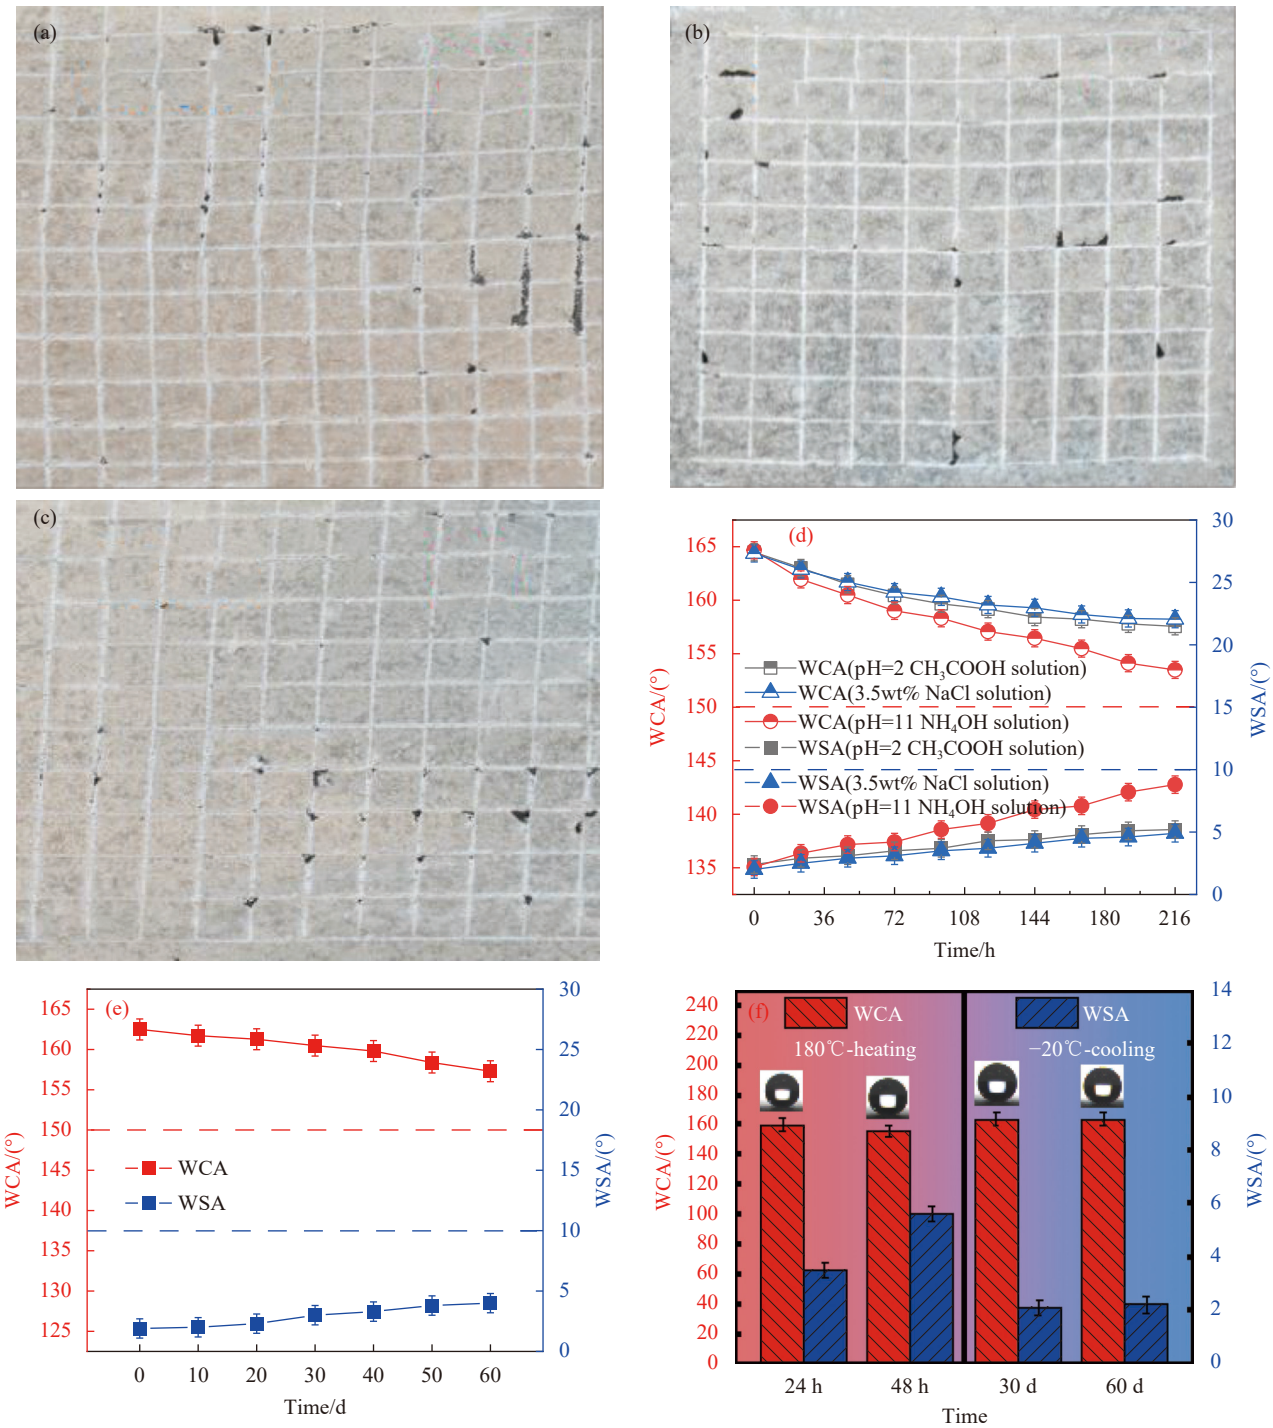 (a)
(b)
(c)
(d)
165
160
155
150
145
140
135
WCA/(°)
30
25
20
15
10
5
0
WSA/(°)
WCA(pH=2 CH₃COOH solution)
WCA(3.5wt% NaCl solution)
WCA(pH=11 NH₄OH solution)
WSA(pH=2 CH₃COOH solution)
WSA(3.5wt% NaCl solution)
WSA(pH=11 NH₄OH solution)
0 36 72 108 144 180 216
Time/h
(e)
165
160
155
150
145
140
135
130
125
WCA/(°)
30
25
20
15
10
5
0
WSA/(°)
WCA
WSA
0 10 20 30 40 50 60
Time/d
(f)
240
220
200
180
160
140
120
100
80
60
40
20
0
WCA/(°)
14
12
10
8
6
4
2
0
WSA/(°)
WCA
WSA
180℃-heating
−20℃-cooling
24 h 48 h 30 d 60 d
Time